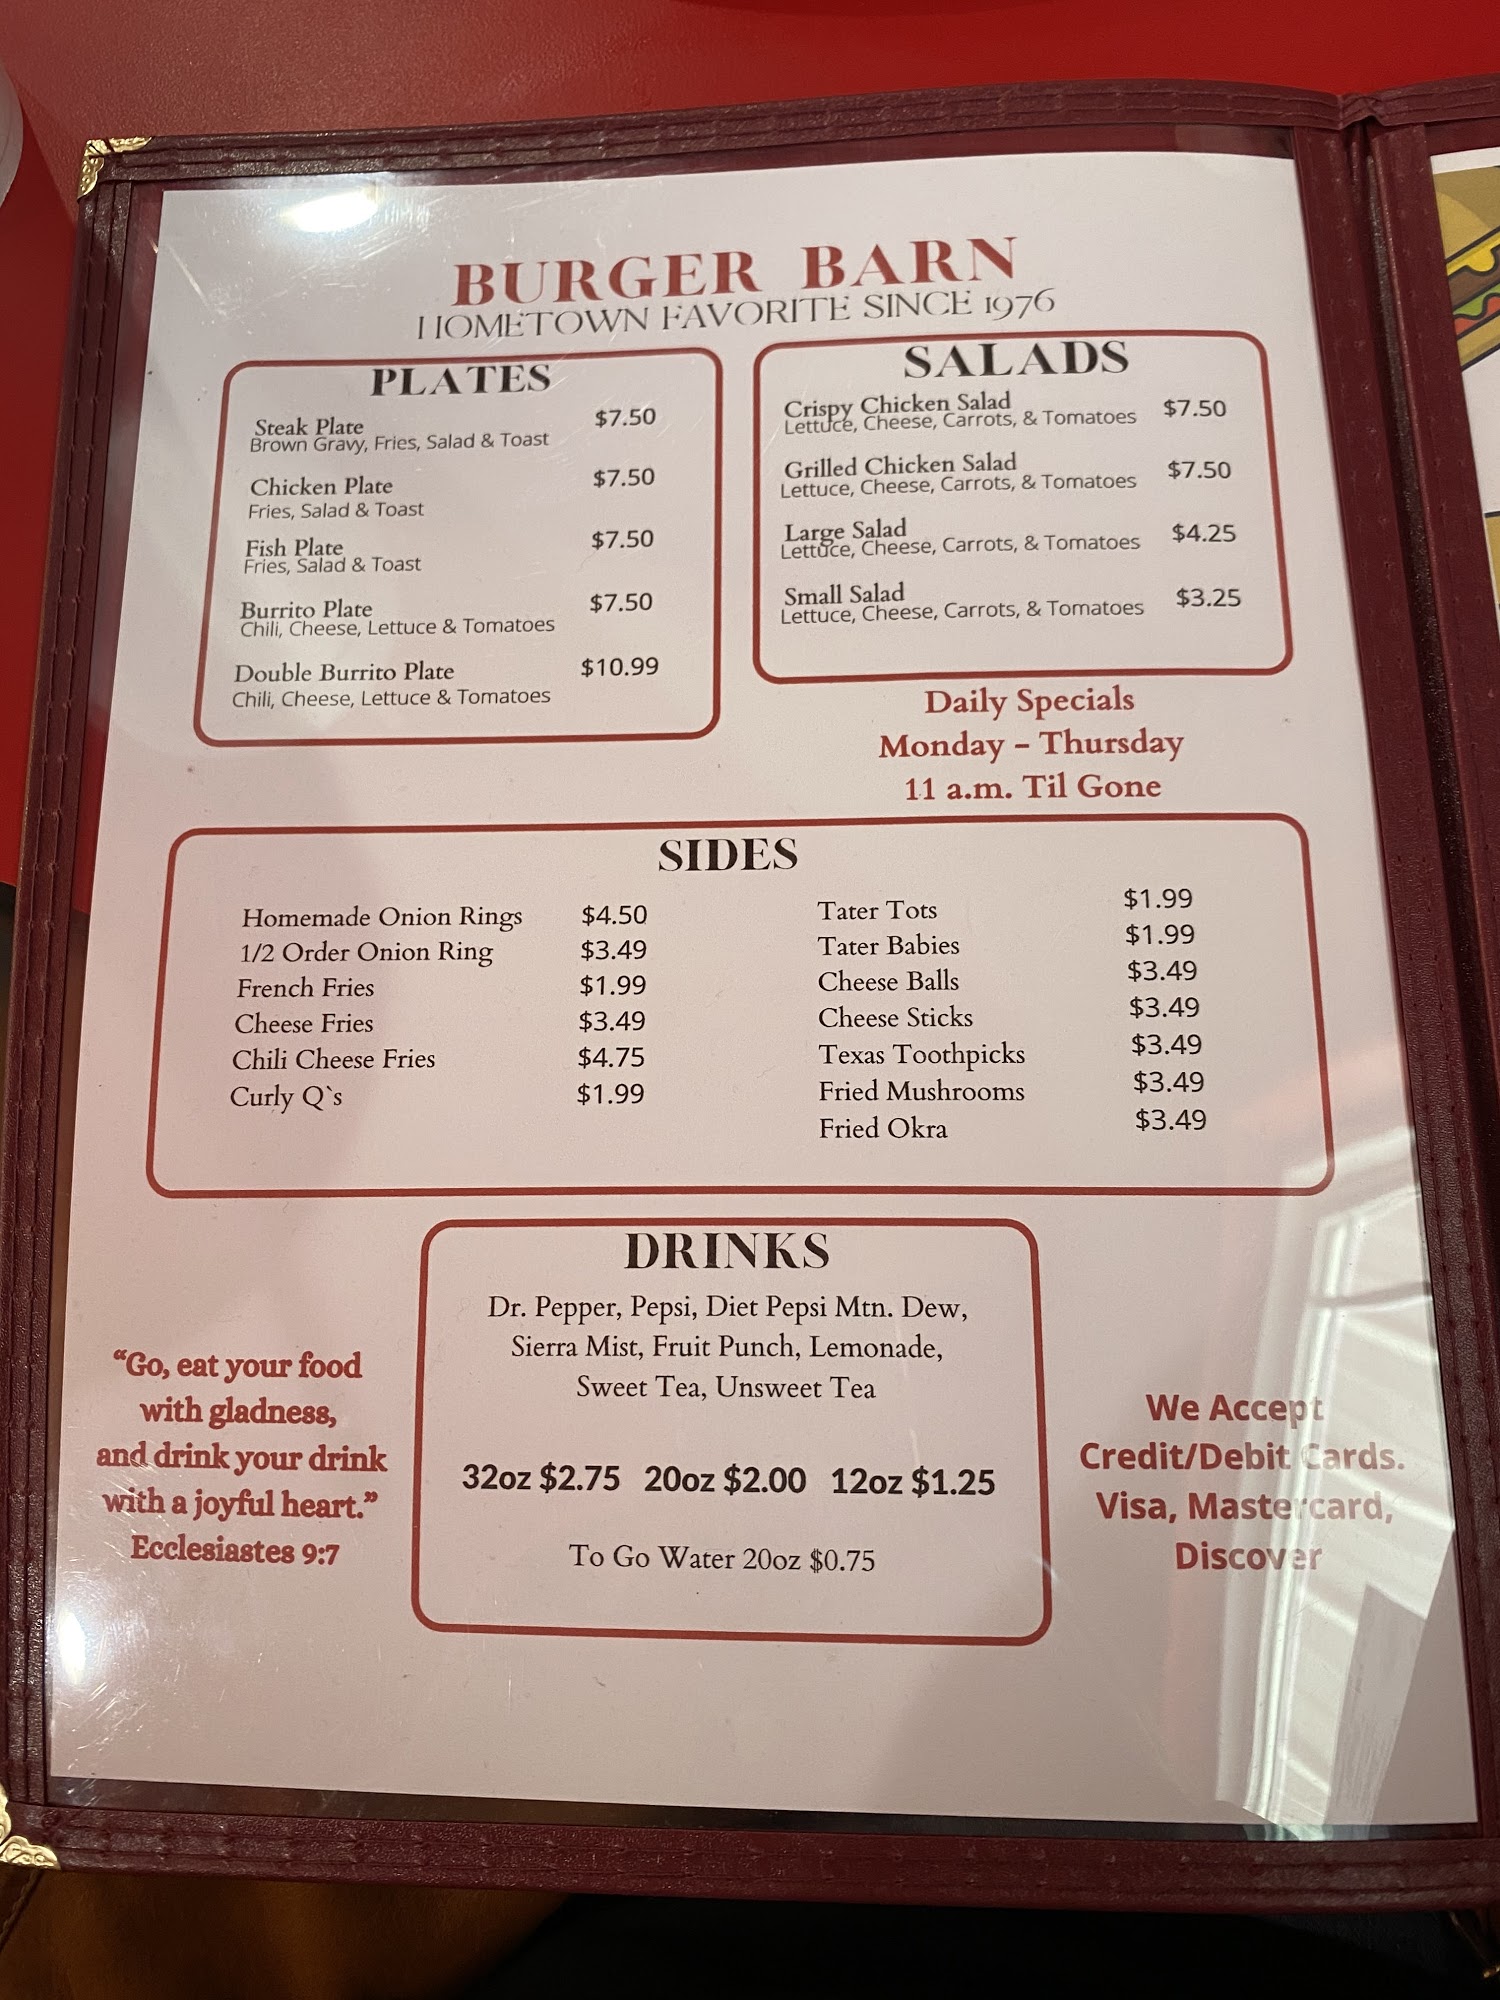 BURGER BARN
HOMETOWN FAVORITE SINCE 1976
PLATES
Steak Plate $7.50
Brown Gravy, Fries, Salad & Toast
Chicken Plate $7.50
Fries, Salad & Toast
Fish Plate $7.50
Fries, Salad & Toast
Burrito Plate $7.50
Chili, Cheese, Lettuce & Tomatoes
Double Burrito Plate $10.99
Chili, Cheese, Lettuce & Tomatoes
SALADS
Crispy Chicken Salad $7.50
Lettuce, Cheese, Carrots, & Tomatoes
Grilled Chicken Salad $7.50
Lettuce, Cheese, Carrots, & Tomatoes
Large Salad $4.25
Lettuce, Cheese, Carrots, & Tomatoes
Small Salad $3.25
Lettuce, Cheese, Carrots, & Tomatoes
Daily Specials
Monday – Thursday
11 a.m. Til Gone
SIDES
Homemade Onion Rings $4.50
1/2 Order Onion Ring $3.49
French Fries $1.99
Cheese Fries $3.49
Chili Cheese Fries $4.75
Curly Q`s $1.99
Tater Tots $1.99
Tater Babies $1.99
Cheese Balls $3.49
Cheese Sticks $3.49
Texas Toothpicks $3.49
Fried Mushrooms $3.49
Fried Okra $3.49
DRINKS
Dr. Pepper, Pepsi, Diet Pepsi Mtn. Dew,
Sierra Mist, Fruit Punch, Lemonade,
Sweet Tea, Unsweet Tea
32oz $2.75 20oz $2.00 12oz $1.25
To Go Water 20oz $0.75
“Go, eat your food
with gladness,
and drink your drink
with a joyful heart.”
Ecclesiastes 9:7
We Accept
Credit/Debit Cards.
Visa, Mastercard,
Discover